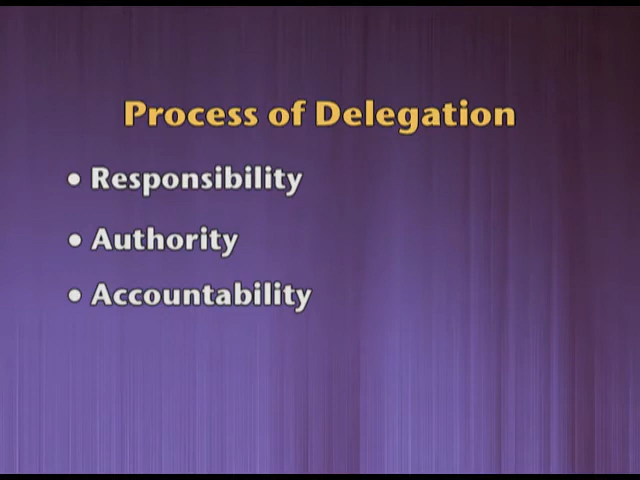 Process of Delegation
• Responsibility
• Authority
• Accountability